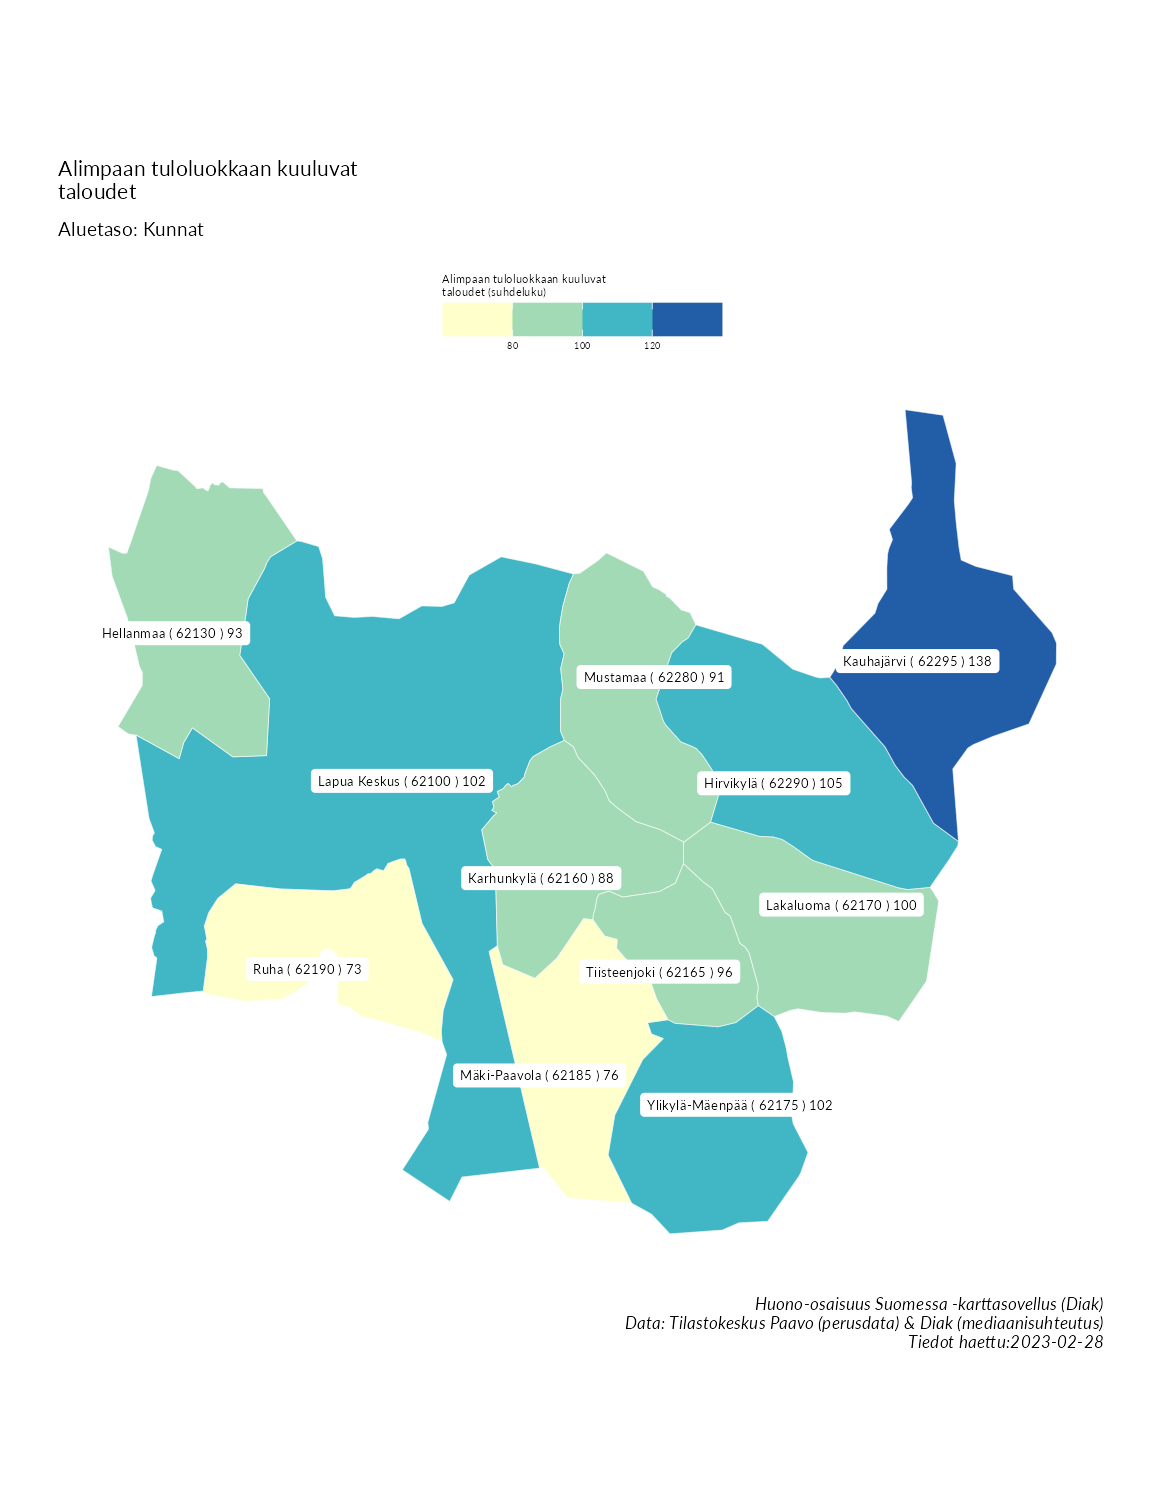 Alimpaan tuloluokkaan kuuluvat
taloudet
Aluetaso: Kunnat
Alimpaan tuloluokkaan kuuluvat
taloudet (suhdeluku)
80 100 120
Hellanmaa ( 62130 ) 93
Kauhajärvi ( 62295 ) 138
Mustamaa ( 62280 ) 91
Lapua Keskus ( 62100 ) 102
Hirvikylä ( 62290 ) 105
Karhunkylä ( 62160 ) 88
Lakaluoma ( 62170 ) 100
Ruha ( 62190 ) 73
Tiisteenjoki ( 62165 ) 96
Mäki-Paavola ( 62185 ) 76
Ylikylä-Mäenpää ( 62175 ) 102
Huono-osaisuus Suomessa -karttasovellus (Diak)
Data: Tilastokeskus Paavo (perusdata) & Diak (mediaanisuhteutus)
Tiedot haettu:2023-02-28